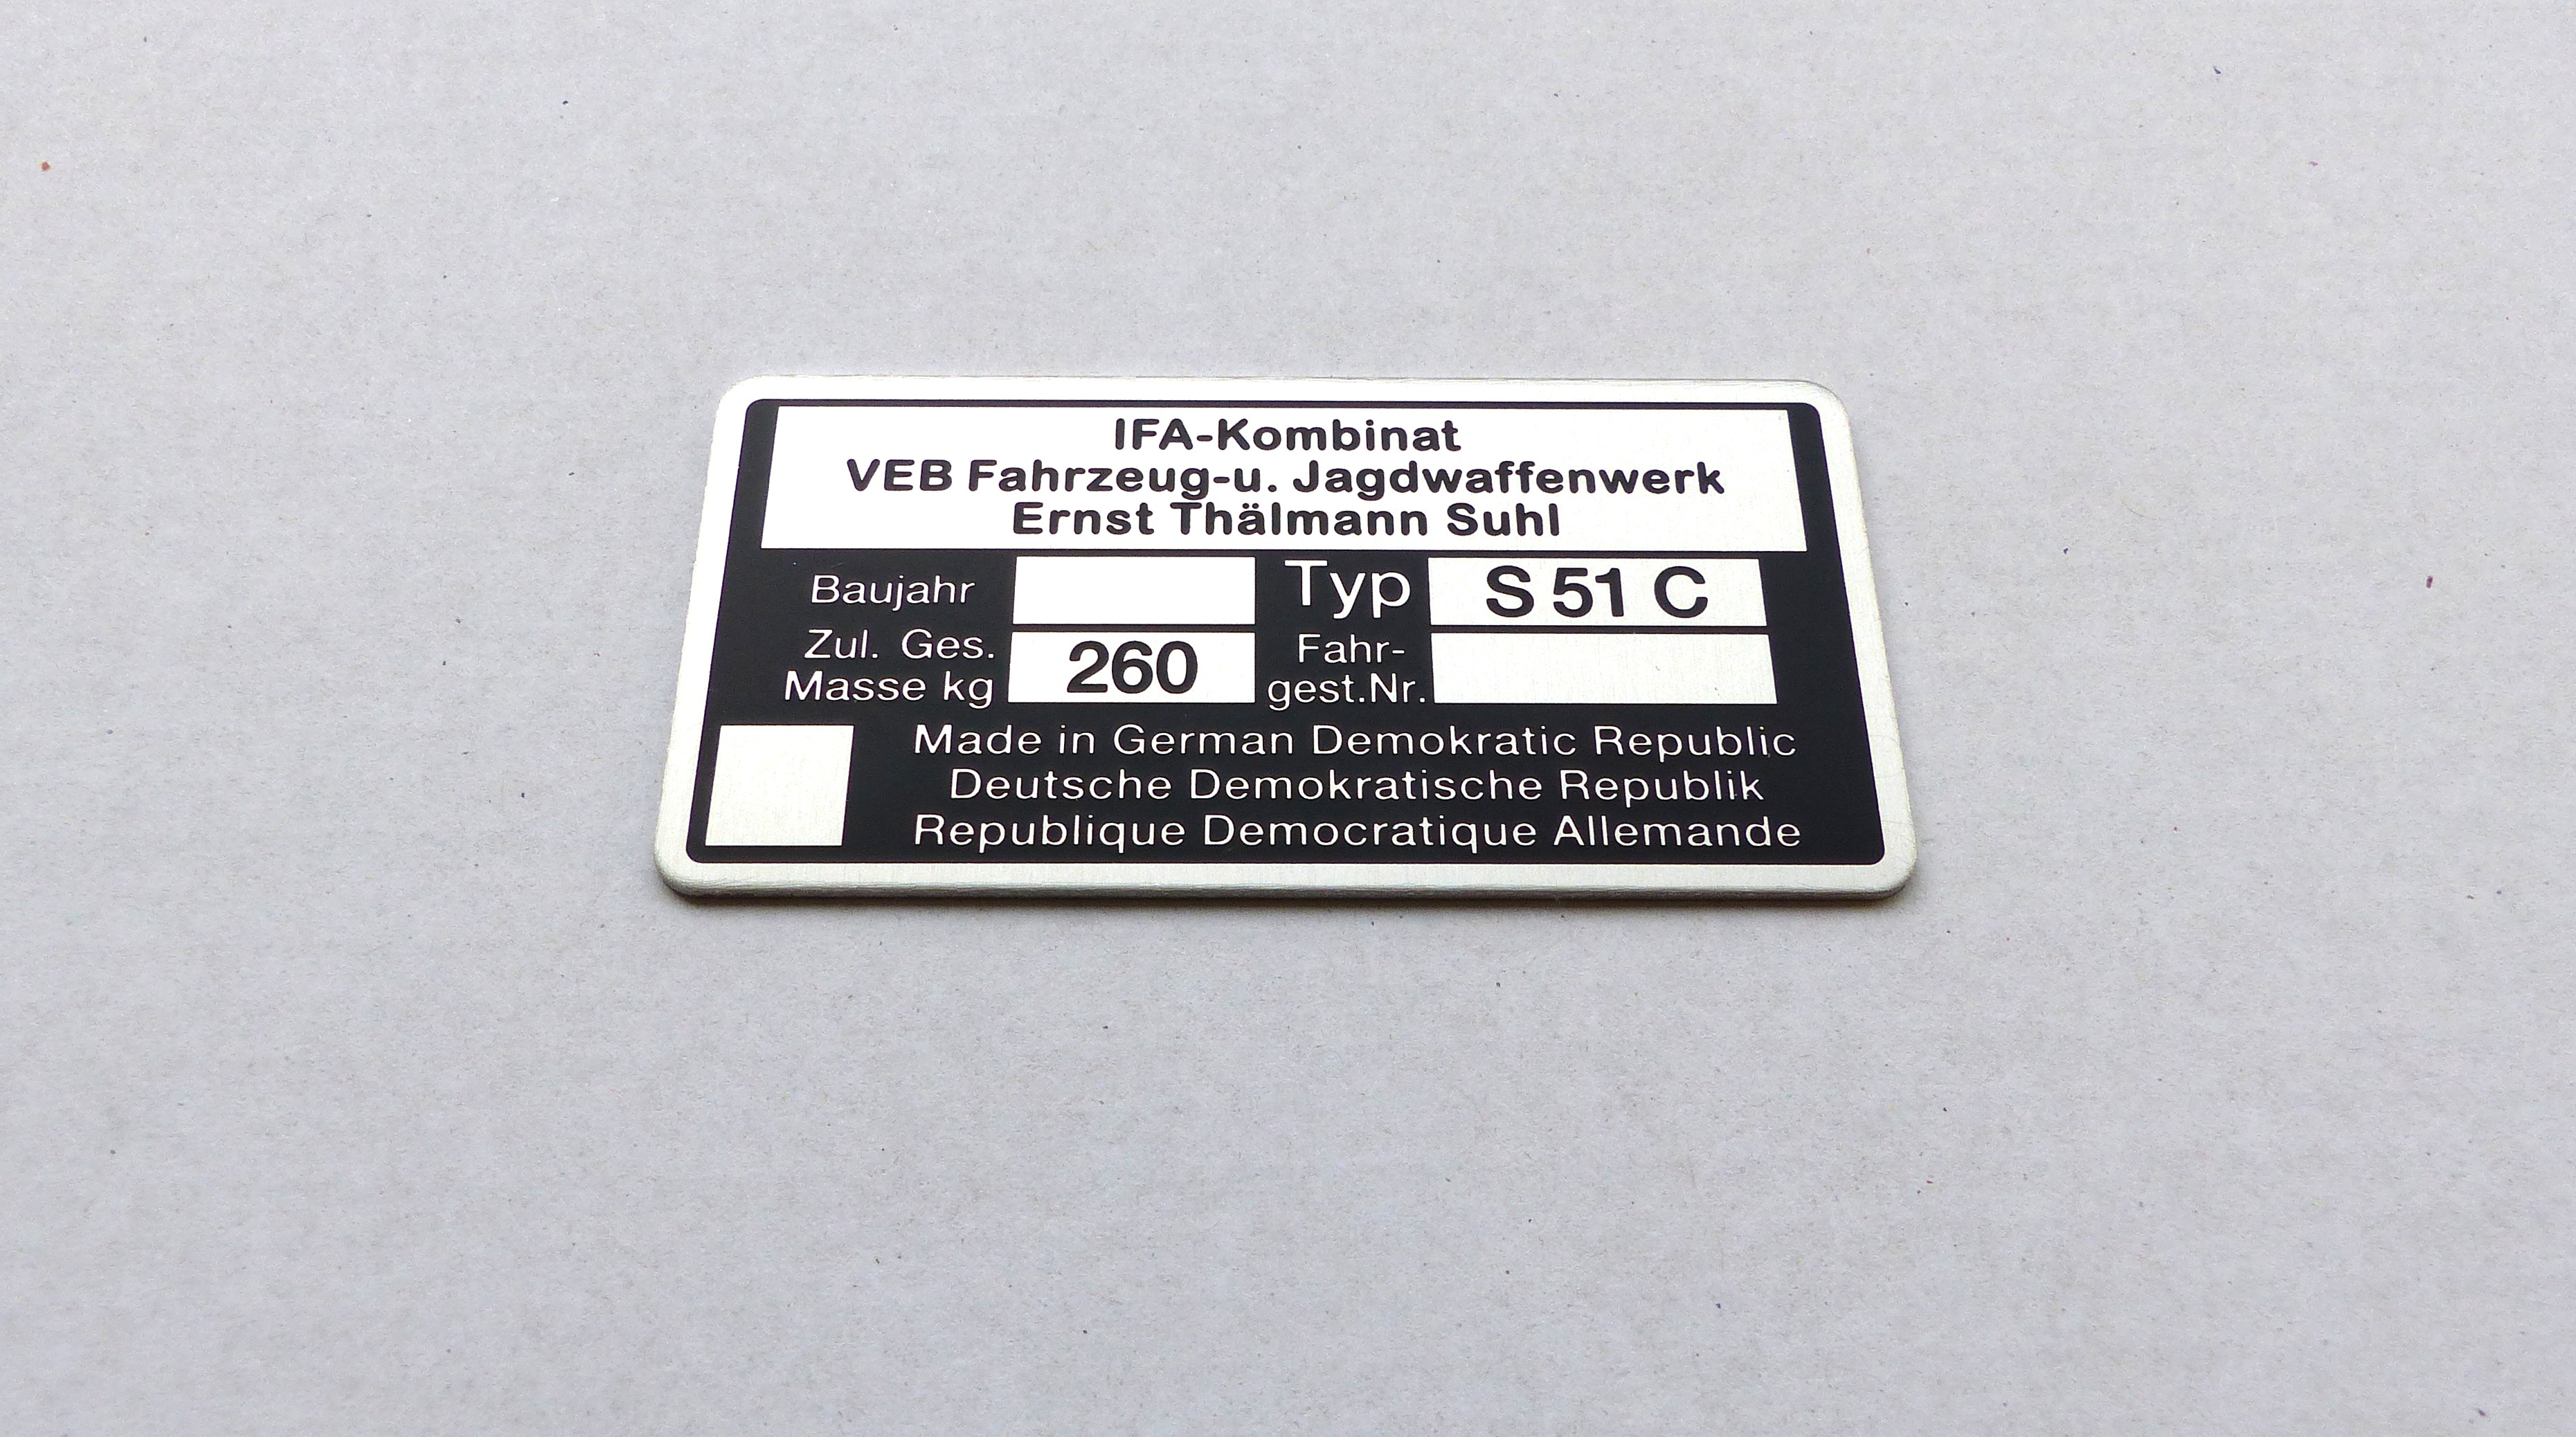 IFA-Kombinat
VEB Fahrzeug-u. Jagdwaffenwerk
Ernst Thälmann Suhl
Baujahr Typ S 51 C
Zul. Ges. Masse kg 260 Fahr- gest.Nr.
Made in German Demokratic Republic
Deutsche Demokratische Republik
Republique Democratique Allemande